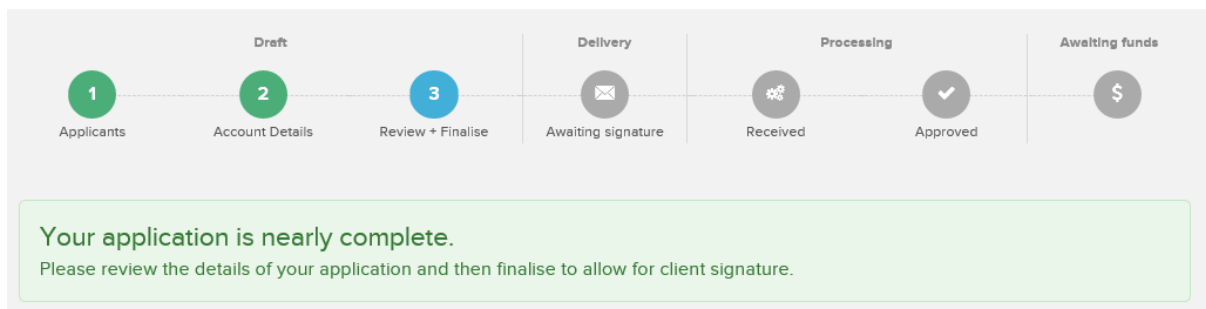 Draft Delivery Processing Awaiting funds
1 2 3 $
Applicants Account Details Review + Finalise Awaiting signature Received Approved
Your application is nearly complete.
Please review the details of your application and then finalise to allow for client signature.